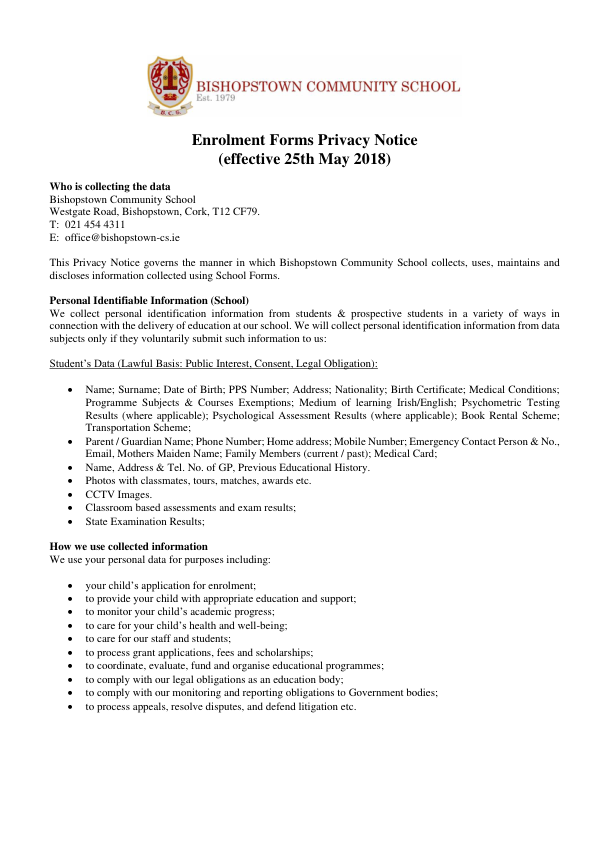 BISHOPSTOWN COMMUNITY SCHOOL
Est. 1979
B.C.S.
Enrolment Forms Privacy Notice
(effective 25th May 2018)
Who is collecting the data
Bishopstown Community School
Westgate Road, Bishopstown, Cork, T12 CF79.
T:  021 454 4311
E:  office@bishopstown-cs.ie
This Privacy Notice governs the manner in which Bishopstown Community School collects, uses, maintains and
discloses information collected using School Forms.
Personal Identifiable Information (School)
We collect personal identification information from students & prospective students in a variety of ways in
connection with the delivery of education at our school. We will collect personal identification information from data
subjects only if they voluntarily submit such information to us:
Student's Data (Lawful Basis: Public Interest, Consent, Legal Obligation):
• Name; Surname; Date of Birth; PPS Number; Address; Nationality; Birth Certificate; Medical Conditions;
Programme Subjects & Courses Exemptions; Medium of learning Irish/English; Psychometric Testing
Results (where applicable); Psychological Assessment Results (where applicable); Book Rental Scheme;
Transportation Scheme;
• Parent / Guardian Name; Phone Number; Home address; Mobile Number; Emergency Contact Person & No.,
Email, Mothers Maiden Name; Family Members (current / past); Medical Card;
• Name, Address & Tel. No. of GP, Previous Educational History.
• Photos with classmates, tours, matches, awards etc.
• CCTV Images.
• Classroom based assessments and exam results;
• State Examination Results;
How we use collected information
We use your personal data for purposes including:
• your child's application for enrolment;
• to provide your child with appropriate education and support;
• to monitor your child's academic progress;
• to care for your child's health and well-being;
• to care for our staff and students;
• to process grant applications, fees and scholarships;
• to coordinate, evaluate, fund and organise educational programmes;
• to comply with our legal obligations as an education body;
• to comply with our monitoring and reporting obligations to Government bodies;
• to process appeals, resolve disputes, and defend litigation etc.